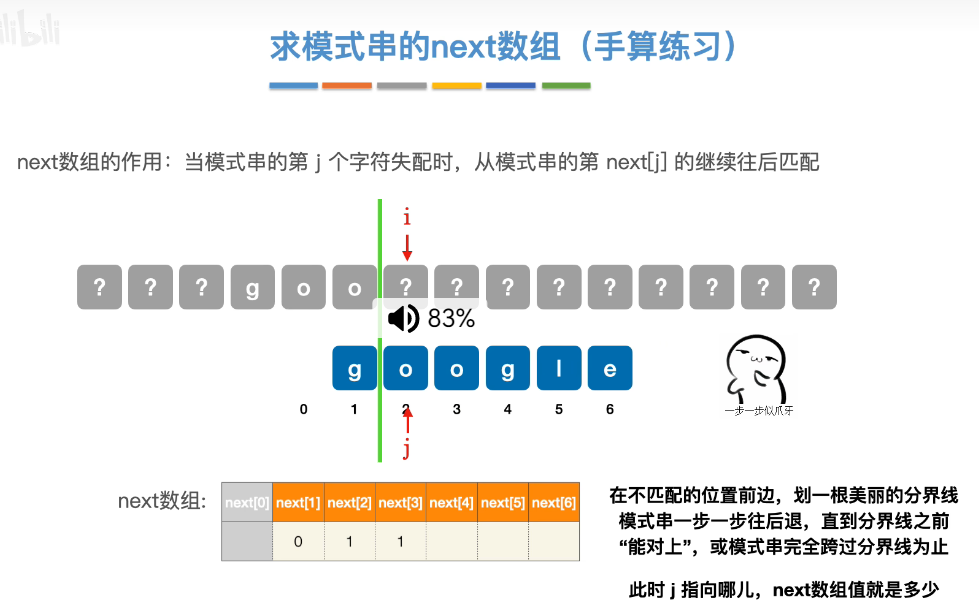 ilibili
求模式串的next数组（手算练习）
next数组的作用：当模式串的第 j 个字符失配时，从模式串的第 next[j] 的继续往后匹配
i
? ? ? g o o ? ? ? ? ? ? ? ? ?
83%
g o o g l e
一步一步似爪牙
0 1 2 3 4 5 6
j
next数组: next[0] next[1] next[2] next[3] next[4] next[5] next[6]
0 1 1
在不匹配的位置前边，划一根美丽的分界线
模式串一步一步往后退，直到分界线之前
“能对上”，或模式串完全跨过分界线为止
此时 j 指向哪儿，next数组值就是多少